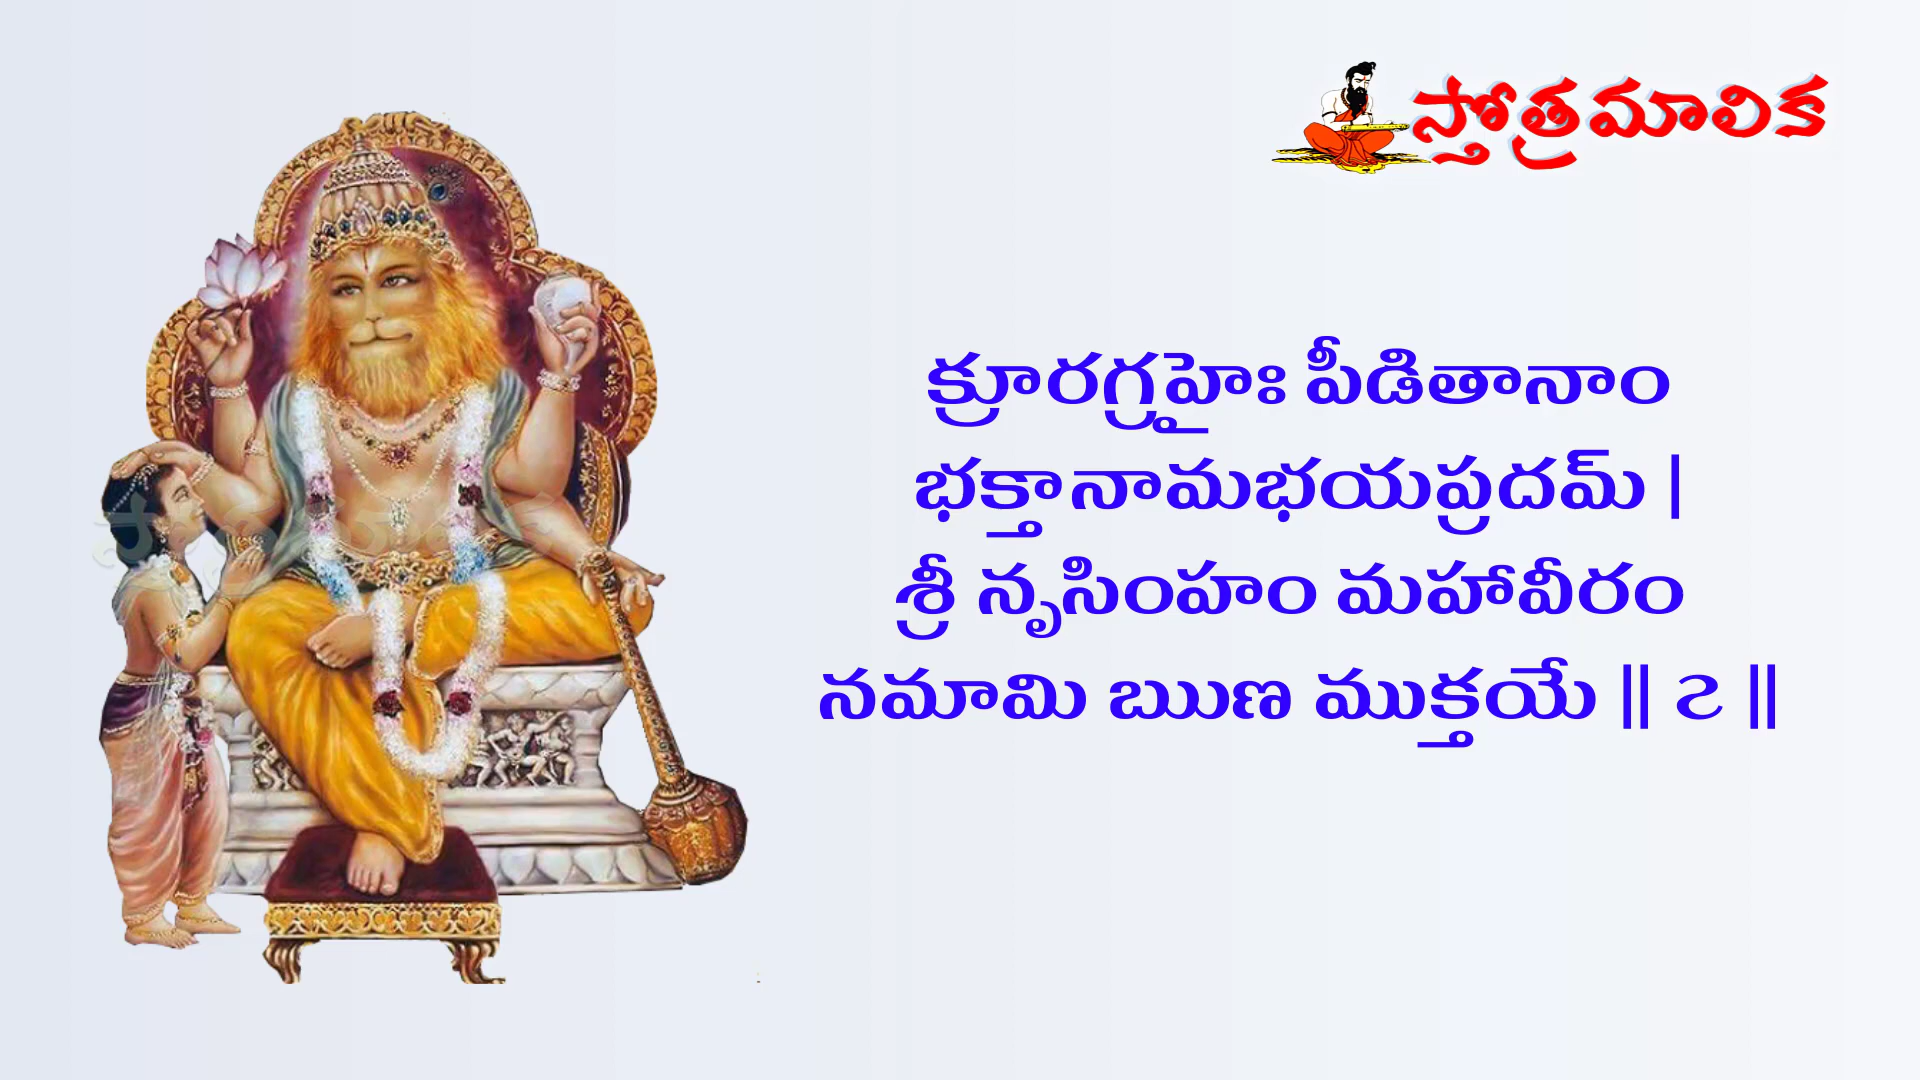 స్తోత్రమాలిక
క్రూరగ్రహైః పీడితానాం
భక్తానామభయప్రదమ్ |
శ్రీ నృసింహం మహావీరం
నమామి ఋణ ముక్తయే || ౭ ||